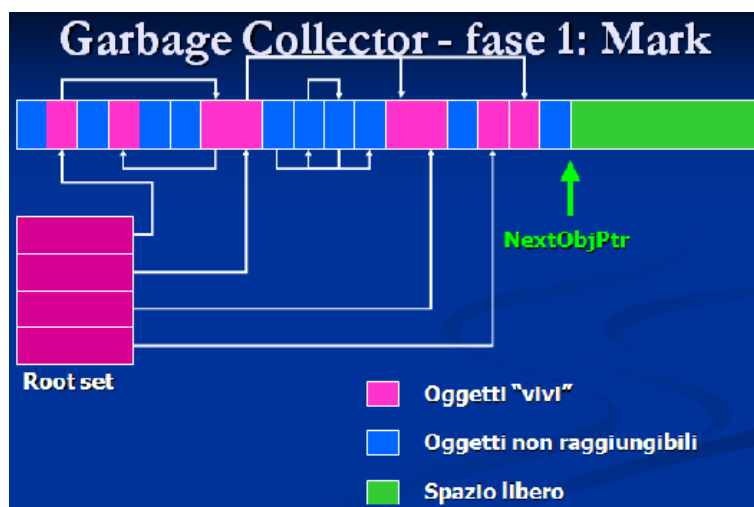 Garbage Collector - fase 1: Mark
NextObjPtr
Root set
Oggetti "vivi"
Oggetti non raggiungibili
Spazio libero